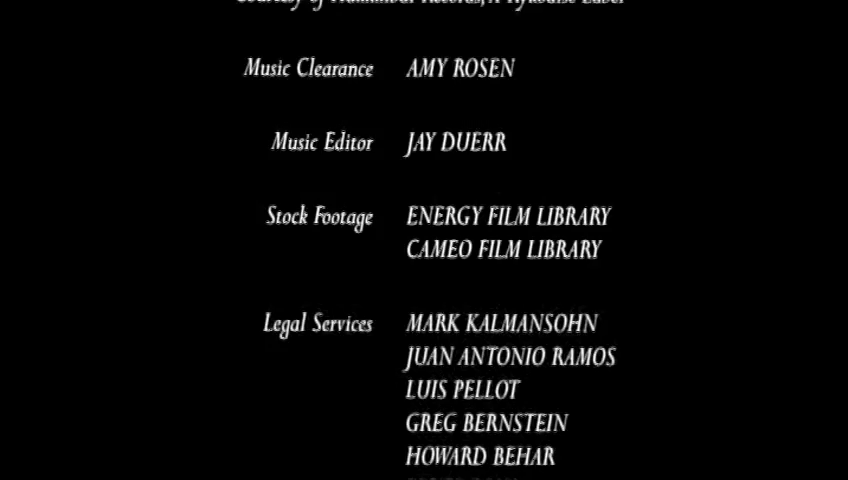 Music Clearance AMY ROSEN
Music Editor JAY DUERR
Stock Footage ENERGY FILM LIBRARY
CAMEO FILM LIBRARY
Legal Services MARK KALMANSOHN
JUAN ANTONIO RAMOS
LUIS PELLOT
GREG BERNSTEIN
HOWARD BEHAR